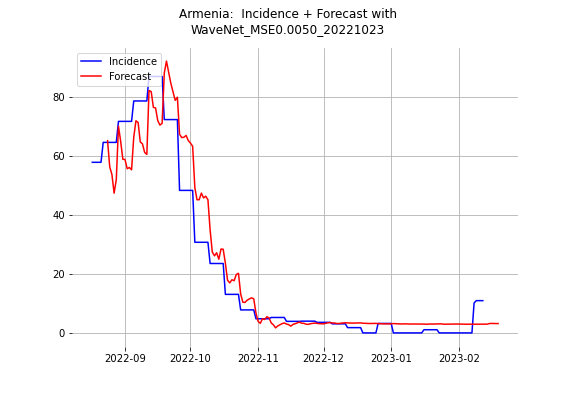 Armenia:  Incidence + Forecast with
WaveNet_MSE0.0050_20221023
Incidence
Forecast
80
60
40
20
0
2022-09 2022-10 2022-11 2022-12 2023-01 2023-02